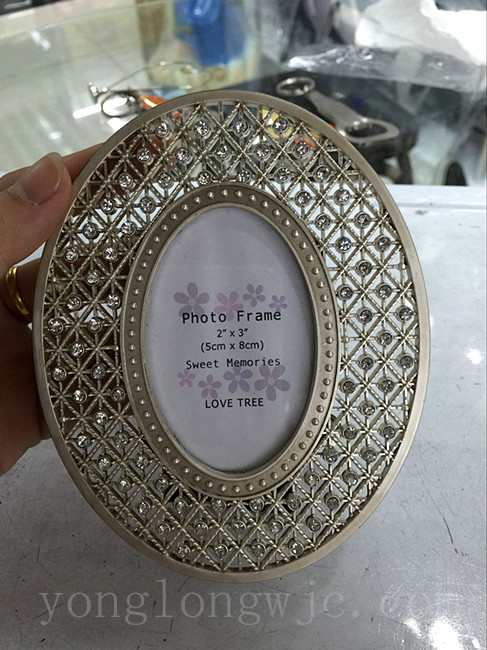 Photo Frame
2" x 3"
(5cm x 8cm)
Sweet Memories
LOVE TREE
yonglongwjc.com